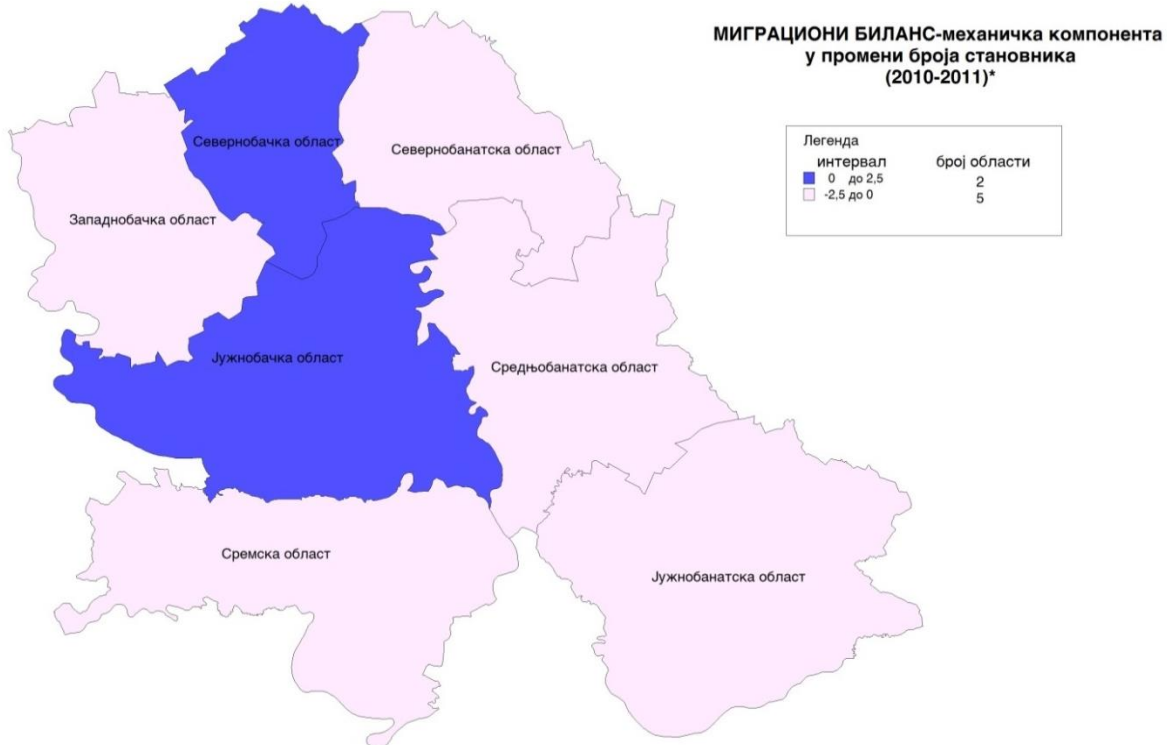 МИГРАЦИОНИ БИЛАНС-механичка компонента
у промени броја становника
(2010-2011)*
Легенда
интервал број области
0 до 2,5 2
-2,5 до 0 5
Севернобачка област
Севернобанатска област
Западнобачка област
Јужнобачка област
Средњобанатска област
Сремска област
Јужнобанатска област